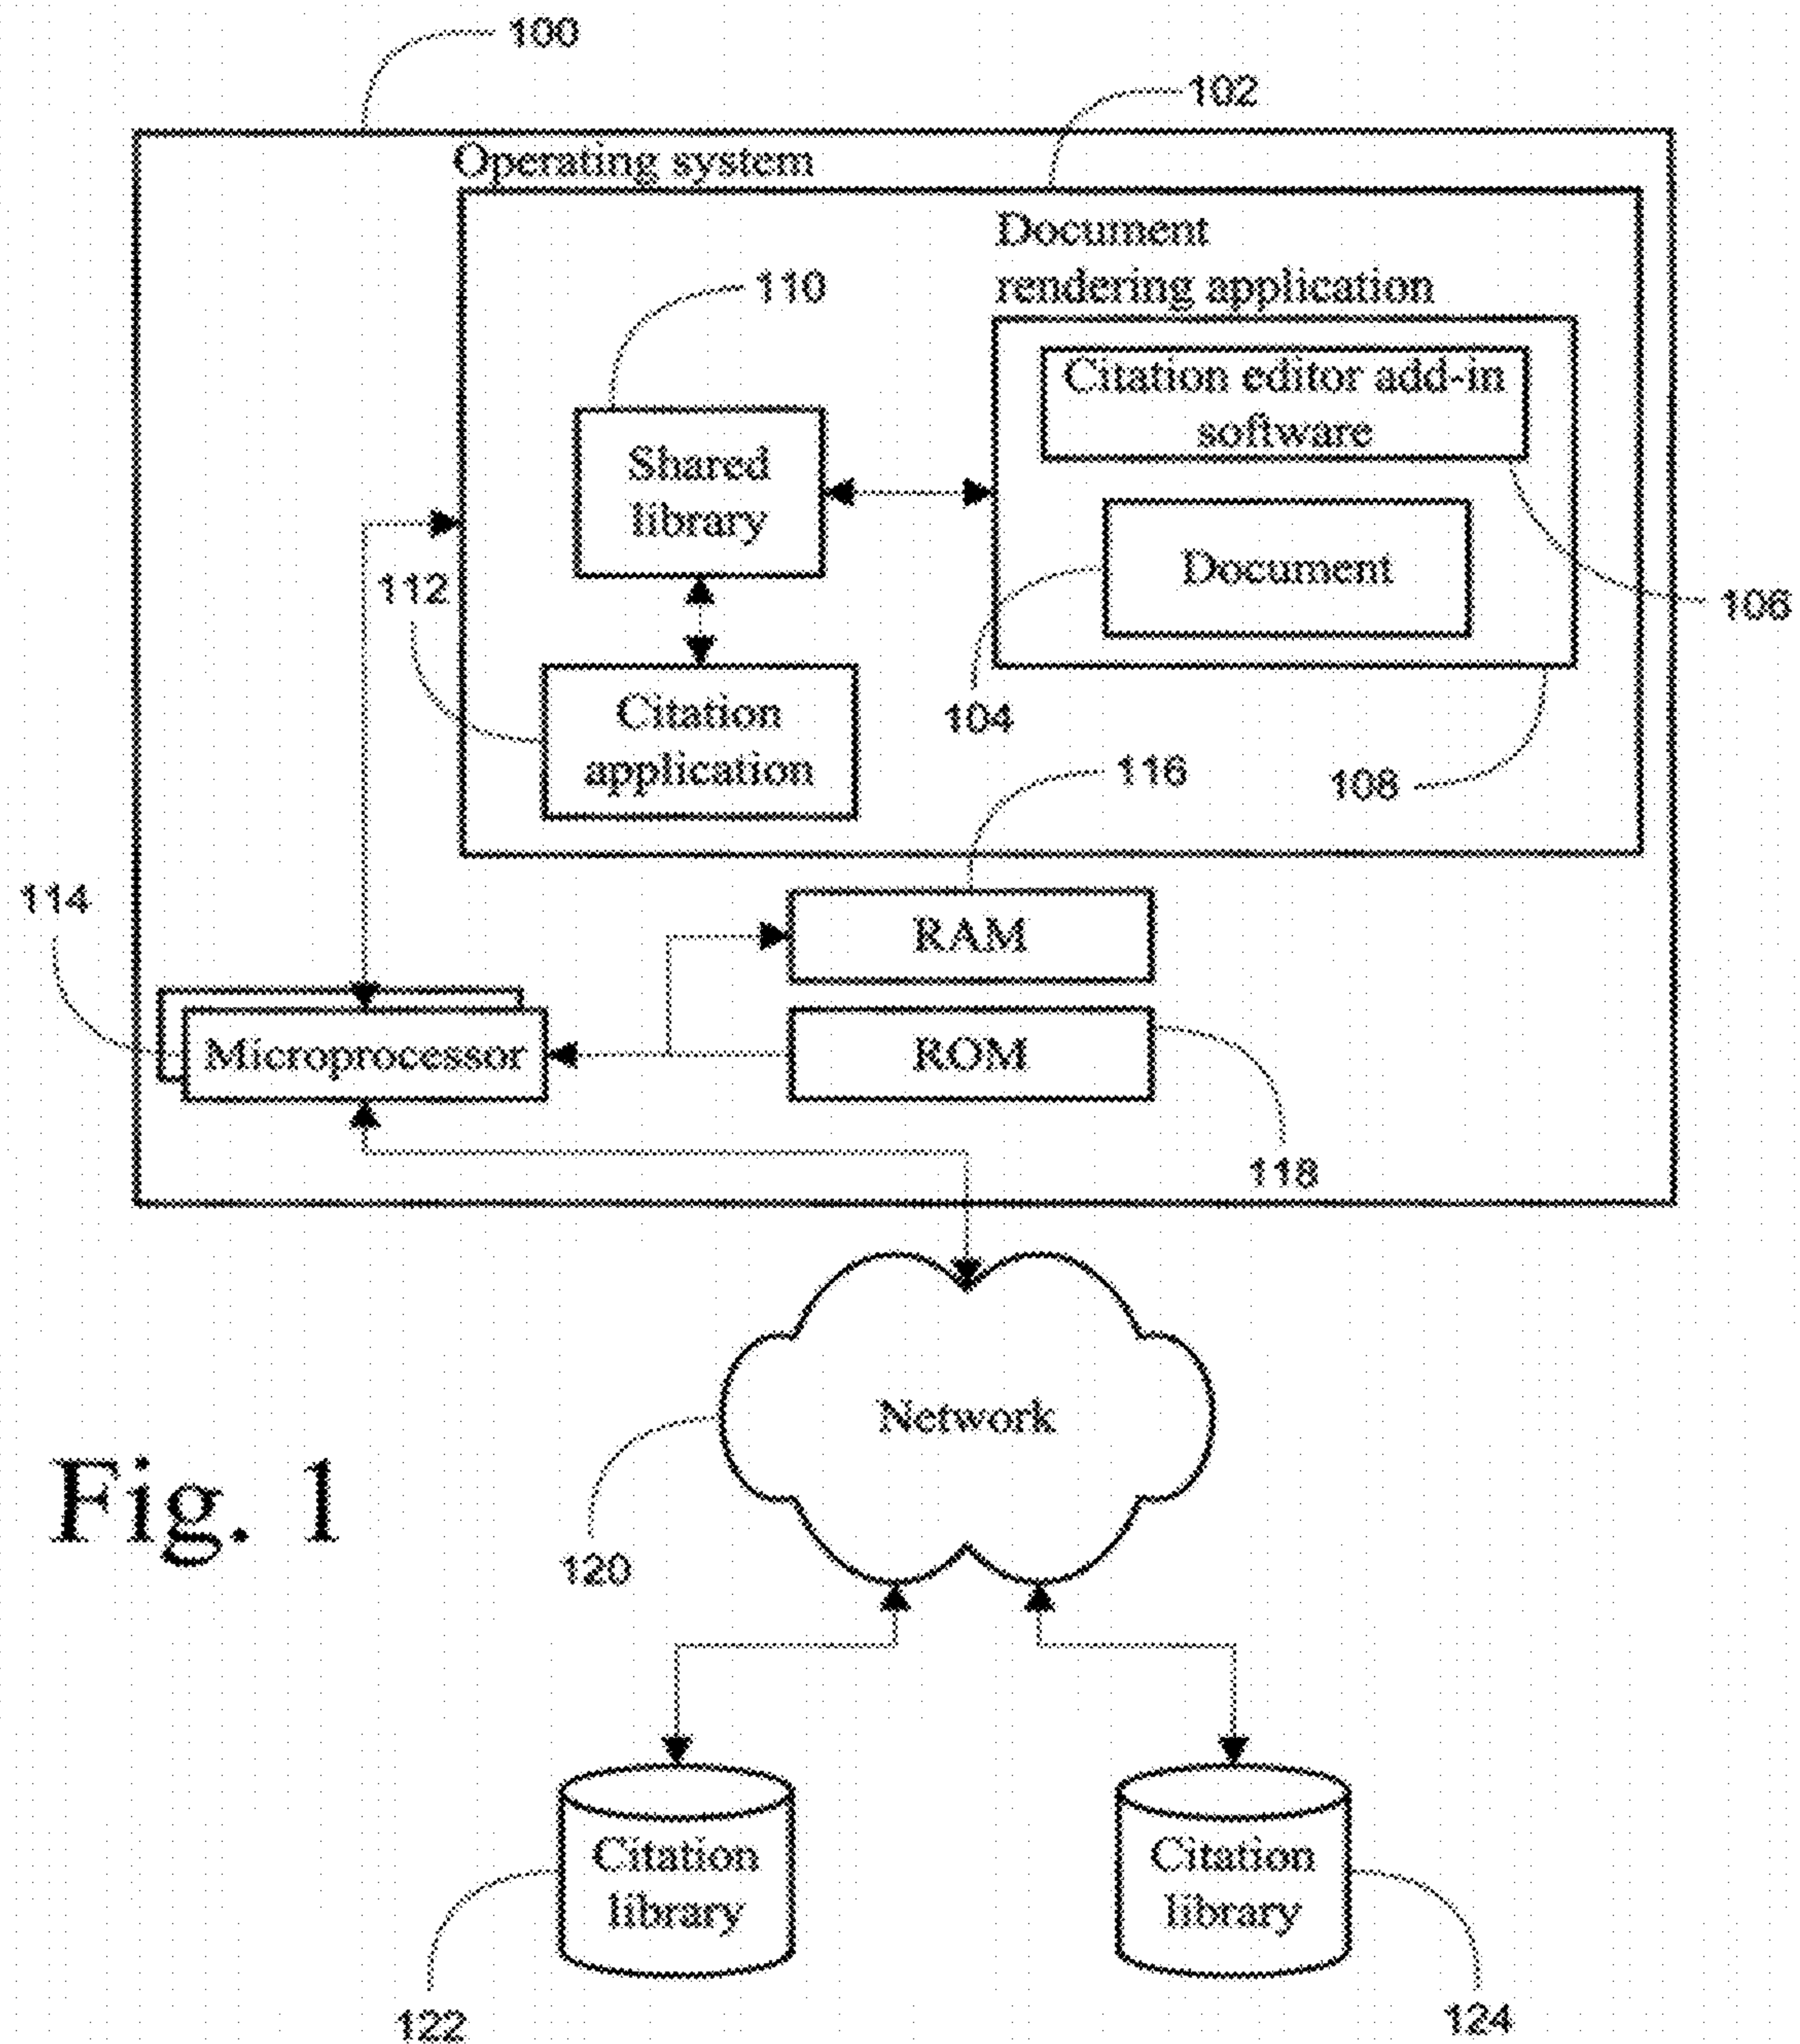 100
102
Operating system
Document
rendering application
110
Citation editor add-in
software
Shared
library
Document
112
106
104
Citation
application
116
108
114
RAM
Microprocessor
ROM
118
Network
Fig. 1
120
Citation
library
Citation
library
122
124